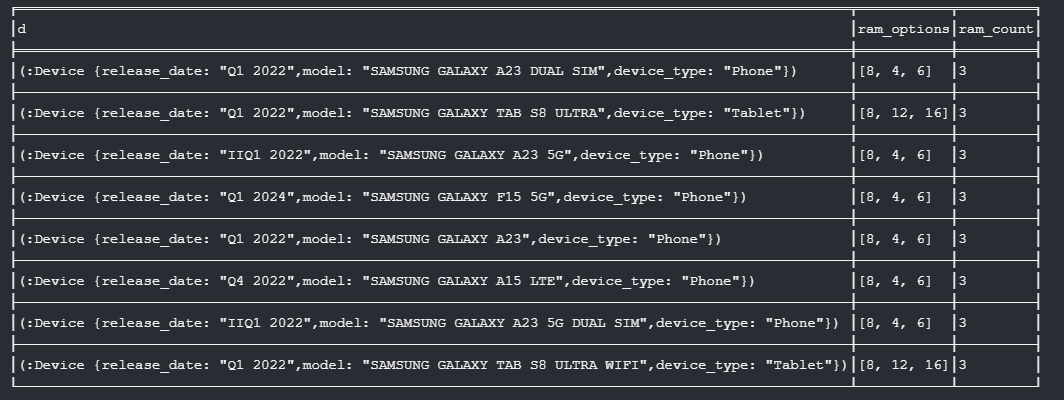 d ram_options ram_count
(:Device {release_date: "Q1 2022",model: "SAMSUNG GALAXY A23 DUAL SIM",device_type: "Phone"}) [8, 4, 6] 3
(:Device {release_date: "Q1 2022",model: "SAMSUNG GALAXY TAB S8 ULTRA",device_type: "Tablet"}) [8, 12, 16] 3
(:Device {release_date: "IIQ1 2022",model: "SAMSUNG GALAXY A23 5G",device_type: "Phone"}) [8, 4, 6] 3
(:Device {release_date: "Q1 2024",model: "SAMSUNG GALAXY F15 5G",device_type: "Phone"}) [8, 4, 6] 3
(:Device {release_date: "Q1 2022",model: "SAMSUNG GALAXY A23",device_type: "Phone"}) [8, 4, 6] 3
(:Device {release_date: "Q4 2022",model: "SAMSUNG GALAXY A15 LTE",device_type: "Phone"}) [8, 4, 6] 3
(:Device {release_date: "IIQ1 2022",model: "SAMSUNG GALAXY A23 5G DUAL SIM",device_type: "Phone"}) [8, 4, 6] 3
(:Device {release_date: "Q1 2022",model: "SAMSUNG GALAXY TAB S8 ULTRA WIFI",device_type: "Tablet"}) [8, 12, 16] 3